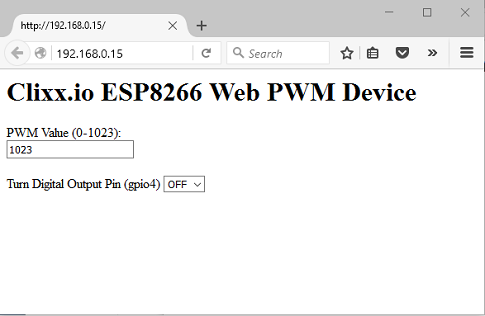 http://192.168.0.15/
192.168.0.15
Search
Clixx.io ESP8266 Web PWM Device
PWM Value (0-1023):
1023
Turn Digital Output Pin (gpio4) OFF